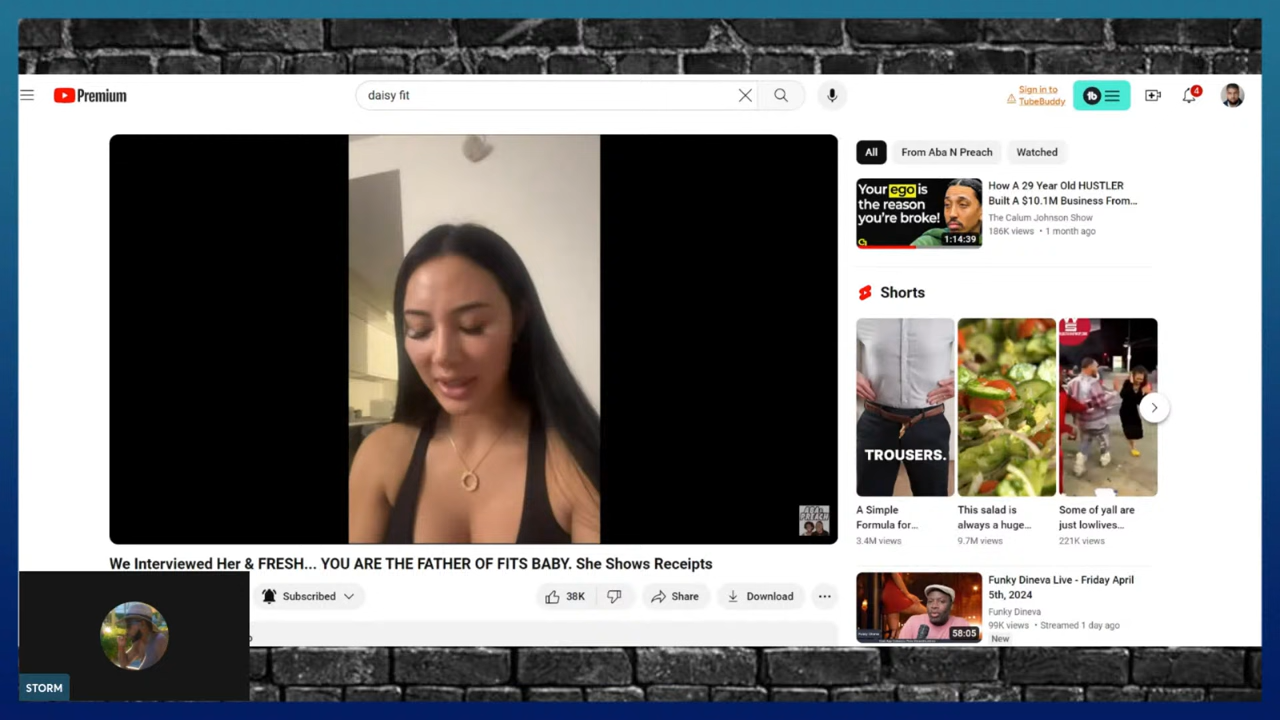 Premium
daisy fit
Sign in to
TubeBuddy
4
All
From Aba N Preach
Watched
Your ego is
the reason
you're broke!
1:14:39
How A 29 Year Old HUSTLER
Built A $10.1M Business From...
The Calum Johnson Show
186K views • 1 month ago
Shorts
TROUSERS.
A Simple
Formula for...
3.4M views
This salad is
always a huge...
9.7M views
Some of yall are
just lowlives...
221K views
We Interviewed Her & FRESH... YOU ARE THE FATHER OF FITS BABY. She Shows Receipts
Subscribed
38K
Share
Download
58:05
Funky Dineva Live - Friday April
5th, 2024
Funky Dineva
99K views • Streamed 1 day ago
New
STORM